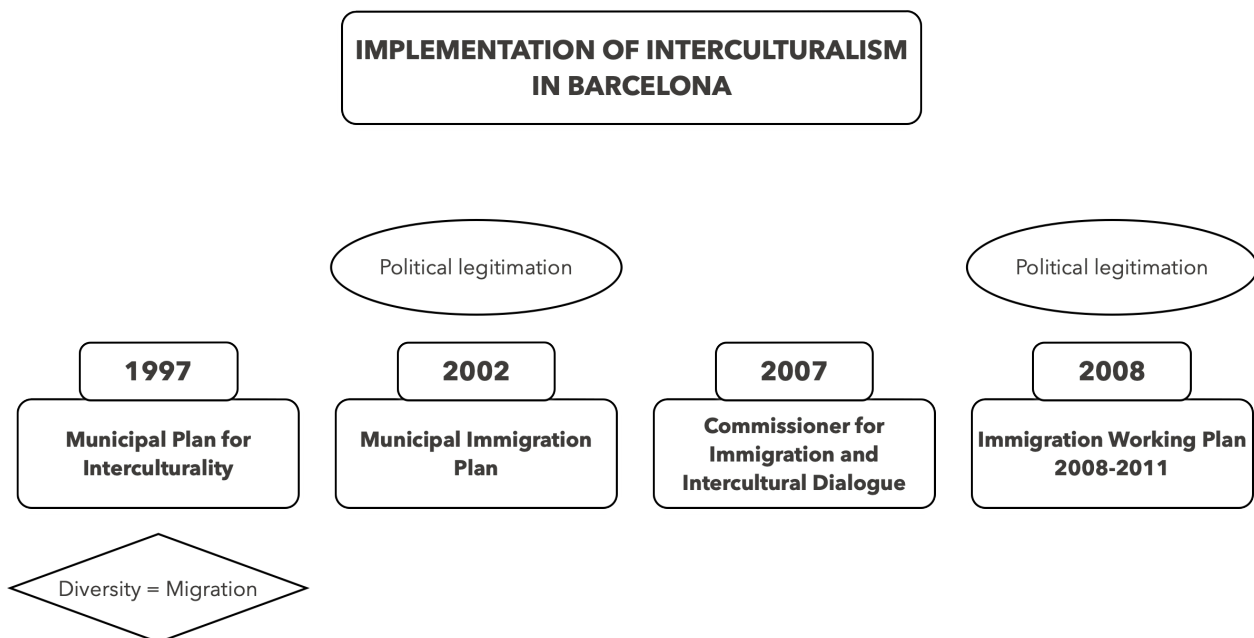 IMPLEMENTATION OF INTERCULTURALISM
IN BARCELONA
Political legitimation
Political legitimation
1997
2002
2007
2008
Municipal Plan for
Interculturality
Municipal Immigration
Plan
Commissioner for
Immigration and
Intercultural Dialogue
Immigration Working Plan
2008-2011
Diversity = Migration